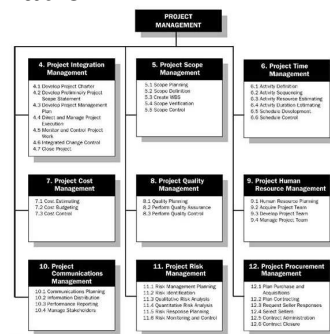 PROJECT
MANAGEMENT
4. Project Integration
Management
4.1 Develop Project Charter
4.2 Develop Preliminary Project
Scope Statement
4.3 Develop Project Management
Plan
4.4 Direct and Manage Project
Execution
4.5 Monitor and Control Project
Work
4.6 Integrated Change Control
4.7 Close Project
5. Project Scope
Management
5.1 Scope Planning
5.2 Scope Definition
5.3 Create WBS
5.4 Scope Verification
5.5 Scope Control
6. Project Time
Management
6.1 Activity Definition
6.2 Activity Sequencing
6.3 Activity Resource Estimating
6.4 Activity Duration Estimating
6.5 Schedule Development
6.6 Schedule Control
7. Project Cost
Management
7.1 Cost Estimating
7.2 Cost Budgeting
7.3 Cost Control
8. Project Quality
Management
8.1 Quality Planning
8.2 Perform Quality Assurance
8.3 Perform Quality Control
9. Project Human
Resource Management
9.1 Human Resource Planning
9.2 Acquire Project Team
9.3 Develop Project Team
9.4 Manage Project Team
10. Project
Communications
Management
10.1 Communications Planning
10.2 Information Distribution
10.3 Performance Reporting
10.4 Manage Stakeholders
11. Project Risk
Management
11.1 Risk Management Planning
11.2 Risk Identification
11.3 Qualitative Risk Analysis
11.4 Quantitative Risk Analysis
11.5 Risk Response Planning
11.6 Risk Monitoring and Control
12. Project Procurement
Management
12.1 Plan Purchase and
Acquisitions
12.2 Plan Contracting
12.3 Request Seller Responses
12.4 Select Sellers
12.5 Contract Administration
12.6 Contract Closure